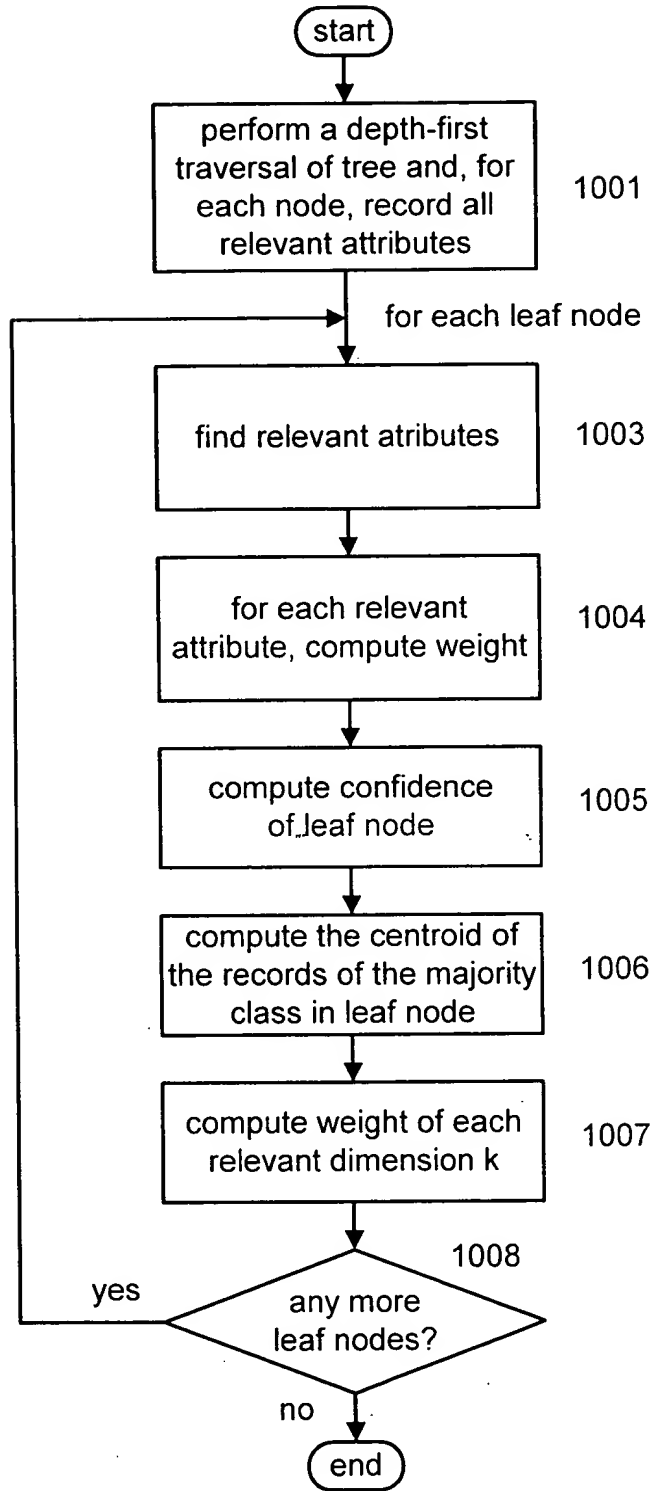 start
perform a depth-first
traversal of tree and, for
each node, record all
relevant attributes
1001
for each leaf node
find relevant atributes
1003
for each relevant
attribute, compute weight
1004
compute confidence
of leaf node
1005
compute the centroid of
the records of the majority
class in leaf node
1006
compute weight of each
relevant dimension k
1007
1008
yes
any more
leaf nodes?
no
end